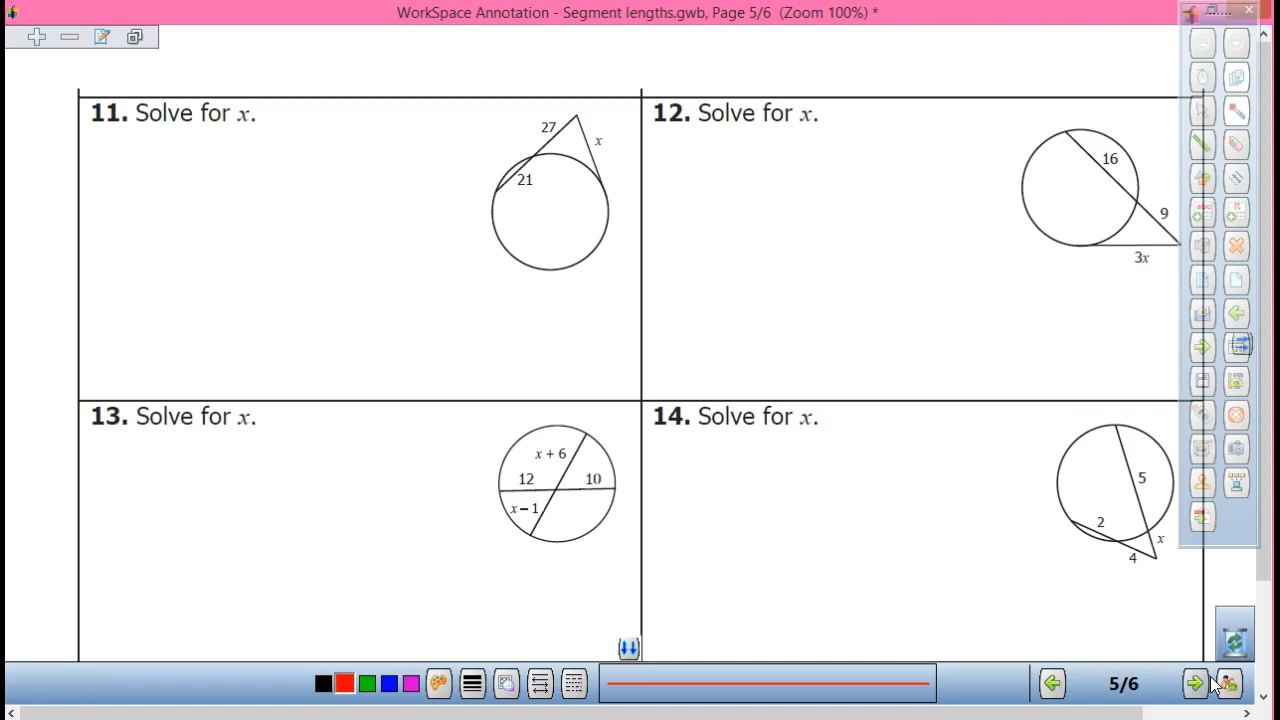 WorkSpace Annotation - Segment lengths.gwb, Page 5/6 (Zoom 100%) *
11. Solve for x.
27
x
21
12. Solve for x.
16
9
3x
13. Solve for x.
x + 6
12
10
x – 1
14. Solve for x.
5
2
x
4
5/6